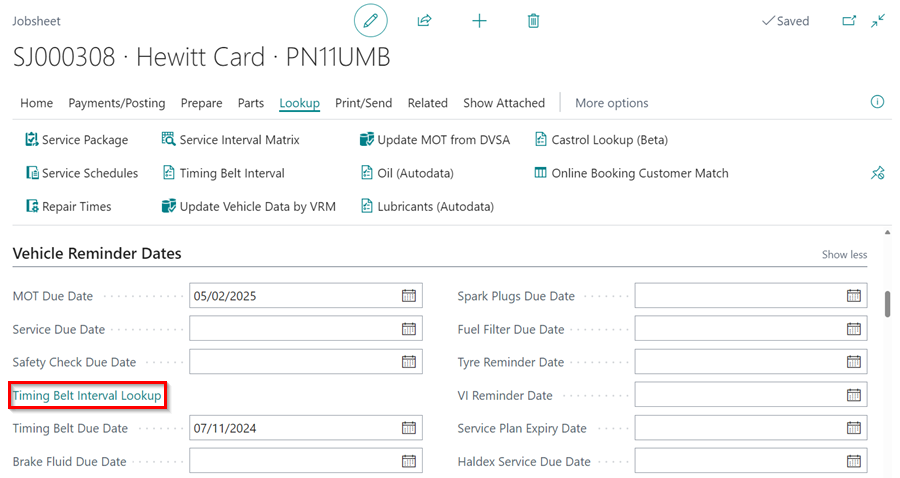 Jobsheet
Saved
SJ000308 · Hewitt Card · PN11UMB
Home Payments/Posting Prepare Parts Lookup Print/Send Related Show Attached More options
Service Package Service Interval Matrix Update MOT from DVSA Castrol Lookup (Beta)
Service Schedules Timing Belt Interval Oil (Autodata) Online Booking Customer Match
Repair Times Update Vehicle Data by VRM Lubricants (Autodata)
Vehicle Reminder Dates Show less
MOT Due Date 05/02/2025 Spark Plugs Due Date
Service Due Date Fuel Filter Due Date
Safety Check Due Date Tyre Reminder Date
Timing Belt Interval Lookup VI Reminder Date
Timing Belt Due Date 07/11/2024 Service Plan Expiry Date
Brake Fluid Due Date Haldex Service Due Date